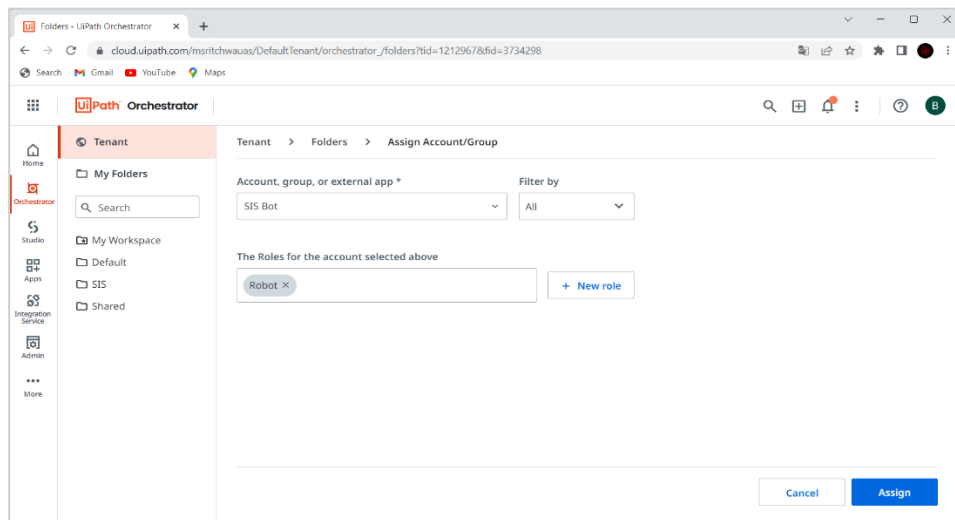 Folders - UiPath Orchestrator
cloud.uipath.com/msritchwauas/DefaultTenant/orchestrator_/folders?tid=1212967&fid=3734298
Search Gmail YouTube Maps
UiPath Orchestrator
B
Home
Orchestrator
Studio
Apps
Integration
Service
Admin
More
Tenant
My Folders
Search
My Workspace
Default
SIS
Shared
Tenant > Folders > Assign Account/Group
Account, group, or external app *
SIS Bot
Filter by
All
The Roles for the account selected above
Robot ×
+ New role
Cancel
Assign